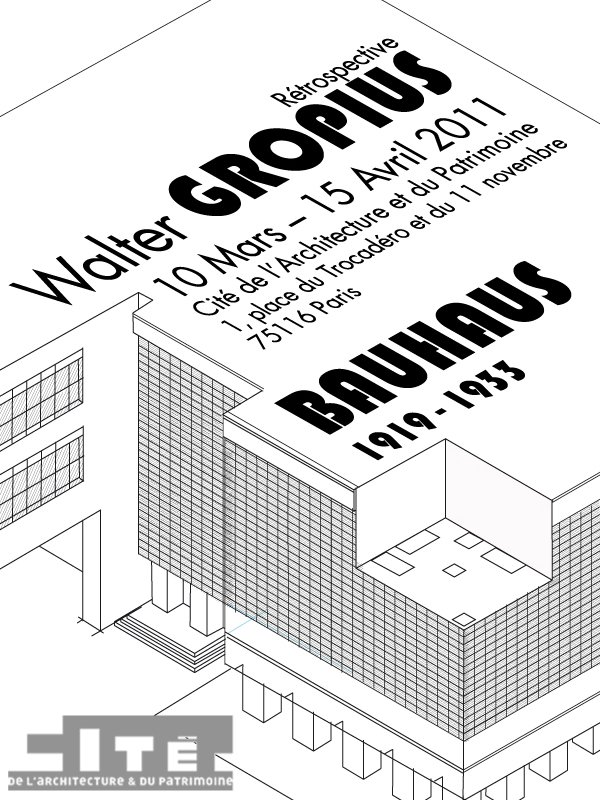 Rétrospective
Walter GROPIUS
10 Mars – 15 Avril 2011
Cité de l'Architecture et du Patrimoine
1, place du Trocadéro et du 11 novembre
75116 Paris
BAUHAUS
1919 - 1933
CITÉ
DE L'ARCHITECTURE & DU PATRIMOINE